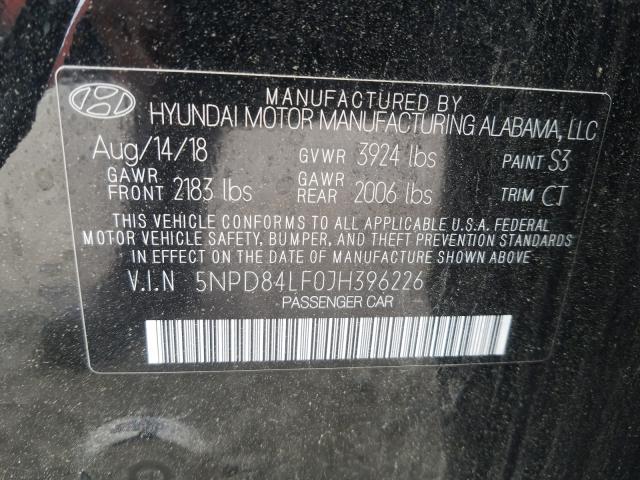 MANUFACTURED BY
HYUNDAI MOTOR MANUFACTURING ALABAMA, LLC
Aug/14/18 GVWR 3924 lbs PAINT S3
GAWR FRONT 2183 lbs GAWR REAR 2006 lbs TRIM CT
THIS VEHICLE CONFORMS TO ALL APPLICABLE U.S.A. FEDERAL
MOTOR VEHICLE SAFETY, BUMPER, AND THEFT PREVENTION STANDARDS
IN EFFECT ON THE DATE OF MANUFACTURE SHOWN ABOVE
V.I.N 5NPD84LF0JH396226
PASSENGER CAR